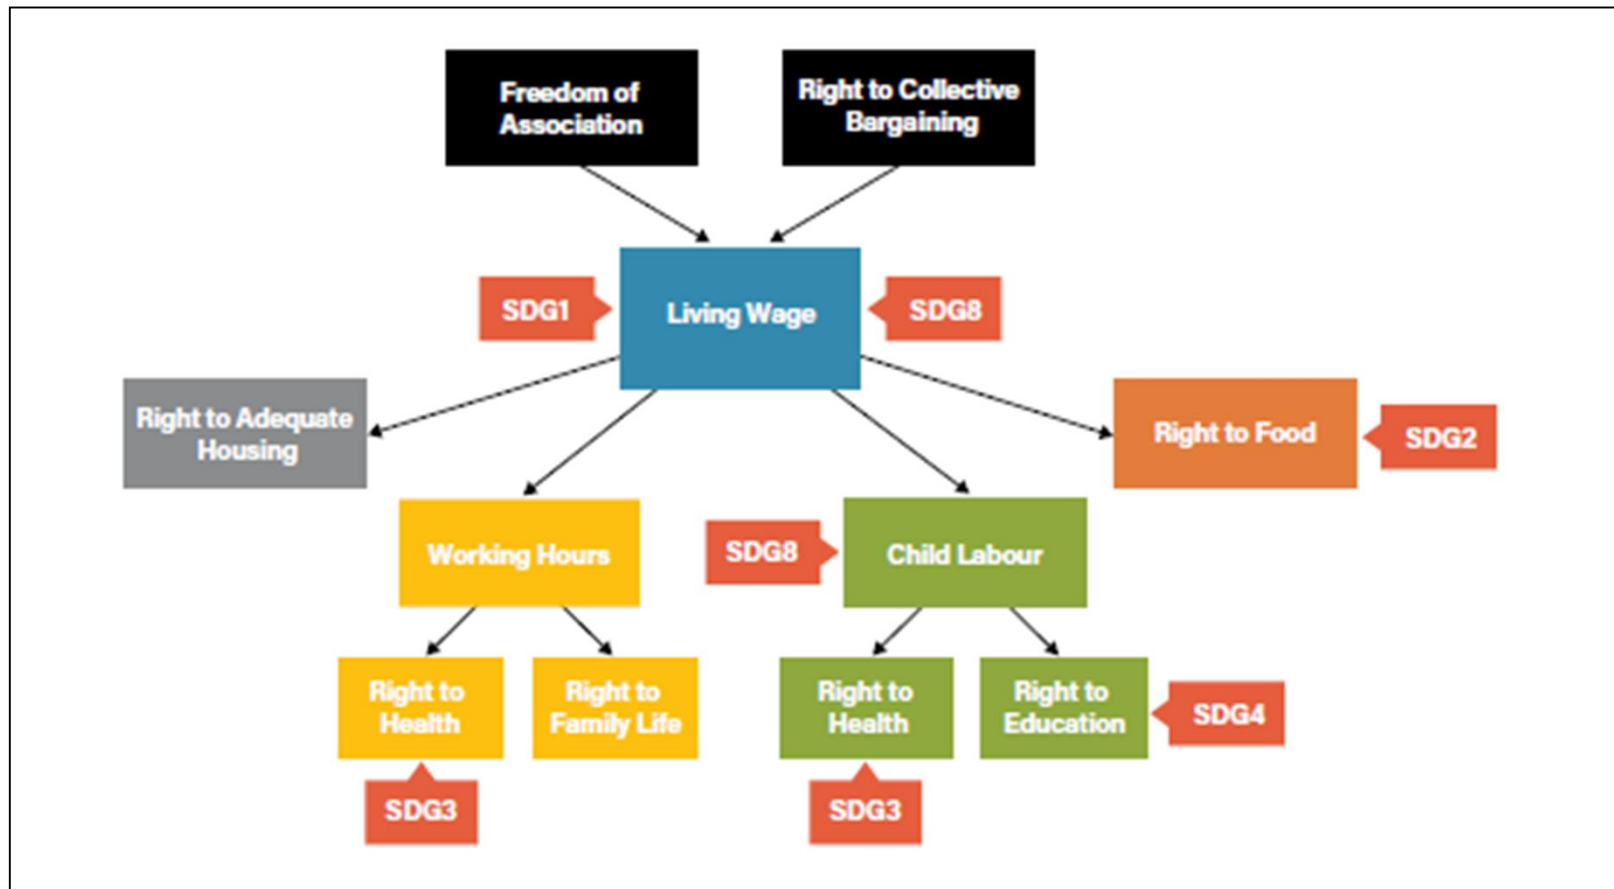 Freedom of
Association
Right to Collective
Bargaining
SDG1
Living Wage
SDG8
Right to Adequate
Housing
Right to Food
SDG2
Working Hours
SDG8
Child Labour
Right to
Health
Right to
Family Life
Right to
Health
Right to
Education
SDG4
SDG3
SDG3